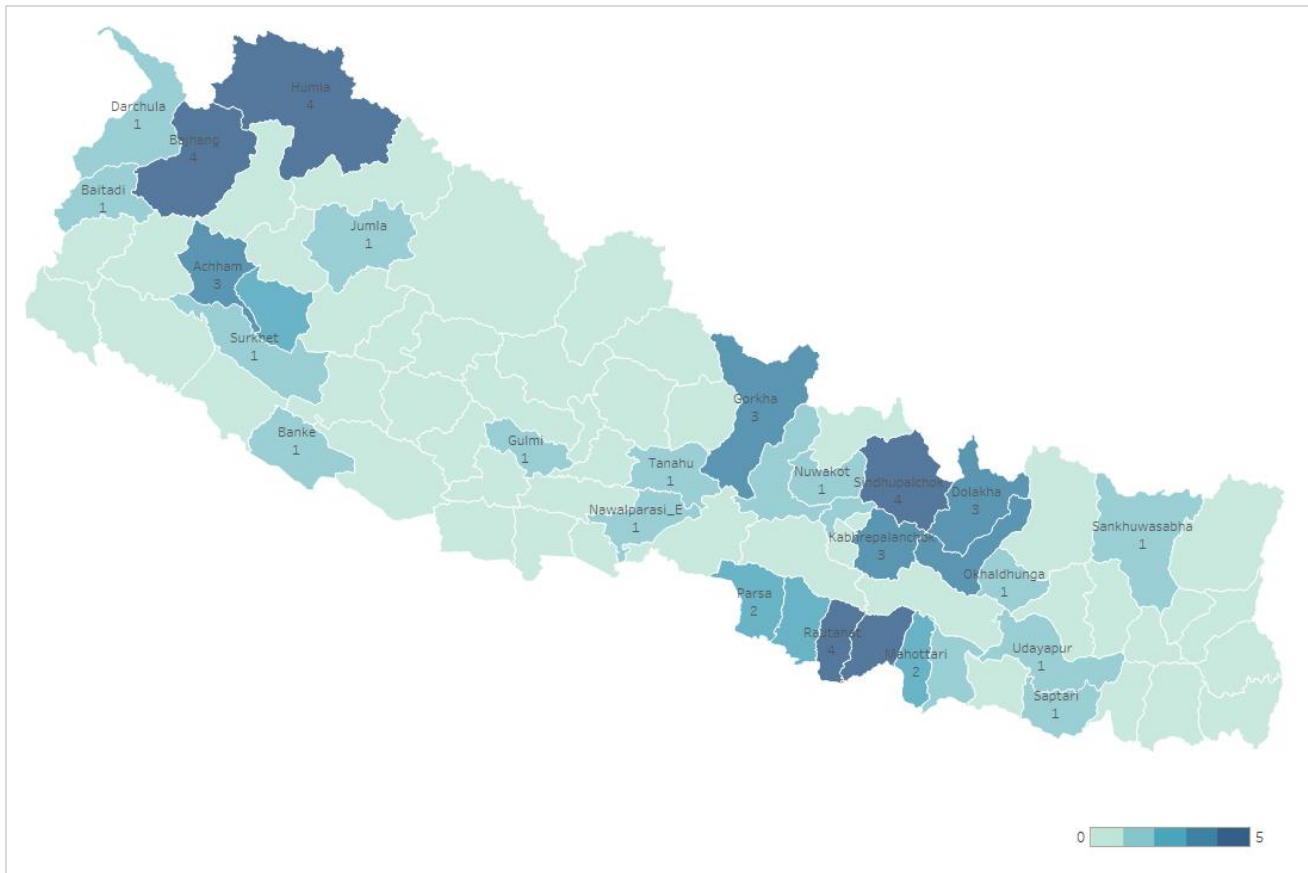 Humla
4
Darchula
1
Bajhang
4
Baitadi
1
Jumla
1
Achham
3
Surkhet
1
Gorkha
3
Banke
1
Gulmi
1
Tanahu
1
Nuwakot
1
Sindhupalchok
4
Dolakha
3
Nawalparasi_E
1
Sankhuwasabha
1
Kabhrepalanchok
3
Okhaldhunga
1
Parsa
2
Rautahat
4
Mahottari
2
Udayapur
1
Saptari
1
0
5